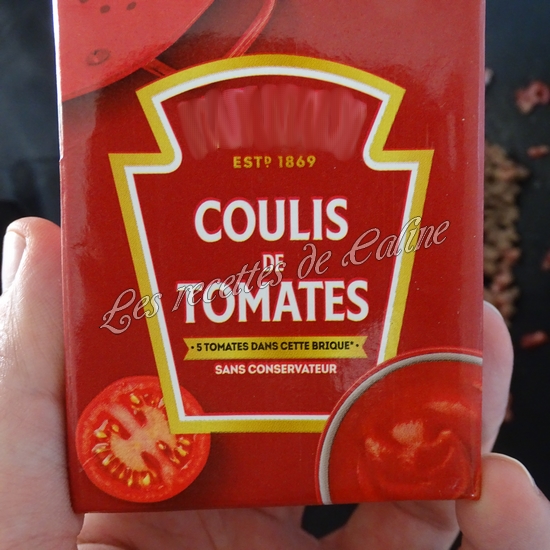 ESTD 1869
COULIS
DE
TOMATES
Les recettes de Caline
• 5 TOMATES DANS CETTE BRIQUE* •
SANS CONSERVATEUR